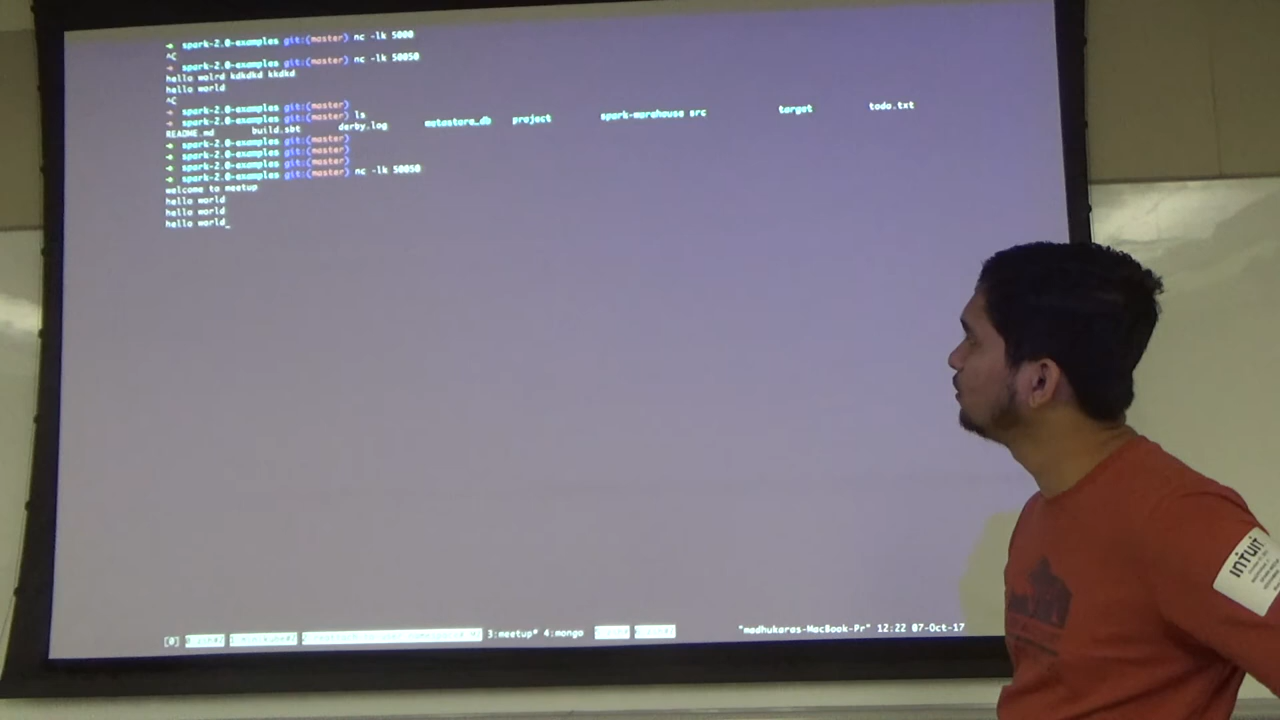 ➜ spark-2.0-examples git:(master) nc -lk 5000
^C
➜ spark-2.0-examples git:(master) nc -lk 50050
hello wolrd kdkdkd kkdkd
hello world
^C
➜ spark-2.0-examples git:(master)
➜ spark-2.0-examples git:(master) ls
README.md build.sbt derby.log metastore_db project spark-warehouse src target todo.txt
➜ spark-2.0-examples git:(master)
➜ spark-2.0-examples git:(master)
➜ spark-2.0-examples git:(master)
➜ spark-2.0-examples git:(master) nc -lk 50050
welcome to meetup
hello world
hello world
hello world_
[0] 3:meetup* 4:mongo "madhukaras-MacBook-Pr" 12:22 07-Oct-17
INTUIT